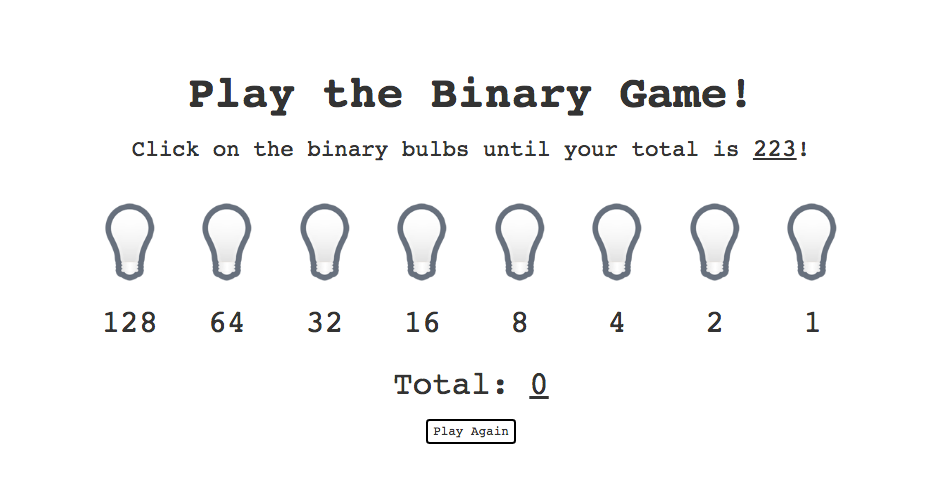 Play the Binary Game!
Click on the binary bulbs until your total is 223!
128 64 32 16 8 4 2 1
Total: 0
Play Again